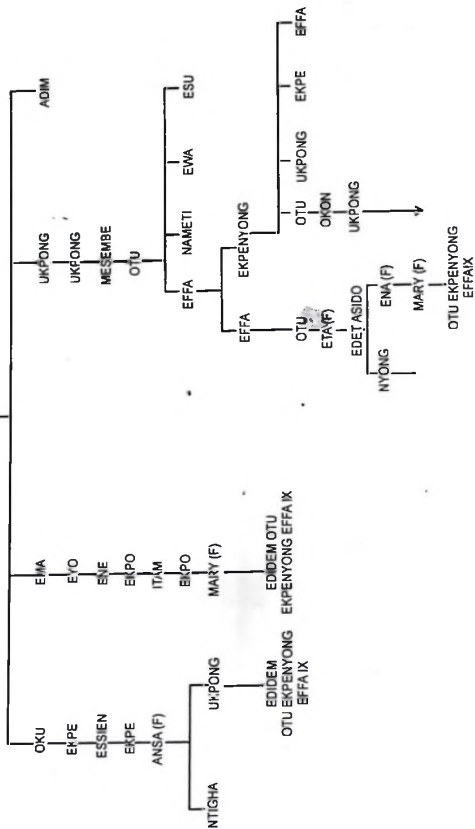 OKU
EKPE
ESSIEN
EKPE
ANSA (F)
NTIGHA
UKPONG
EDIDEM
OTU EKPENYONG
EFFA IX
EMA
EYO
ENE
EKPO
ITAM
EKPO
MARY (F)
EDIDEM OTU
EKPENYONG EFFA IX
UKPONG
UKPONG
MESEMBE
OTU
EFFA
NAMETI
EWA
ESU
EFFA
EKPENYONG
OTU
ETAY(F)
EDET ASIDO
NYONG
ENA (F)
MARY (F)
OTU EKPENYONG
EFFAIX
OTU
UKPONG
EKPE
EFFA
OKON
UKPONG
ADIM